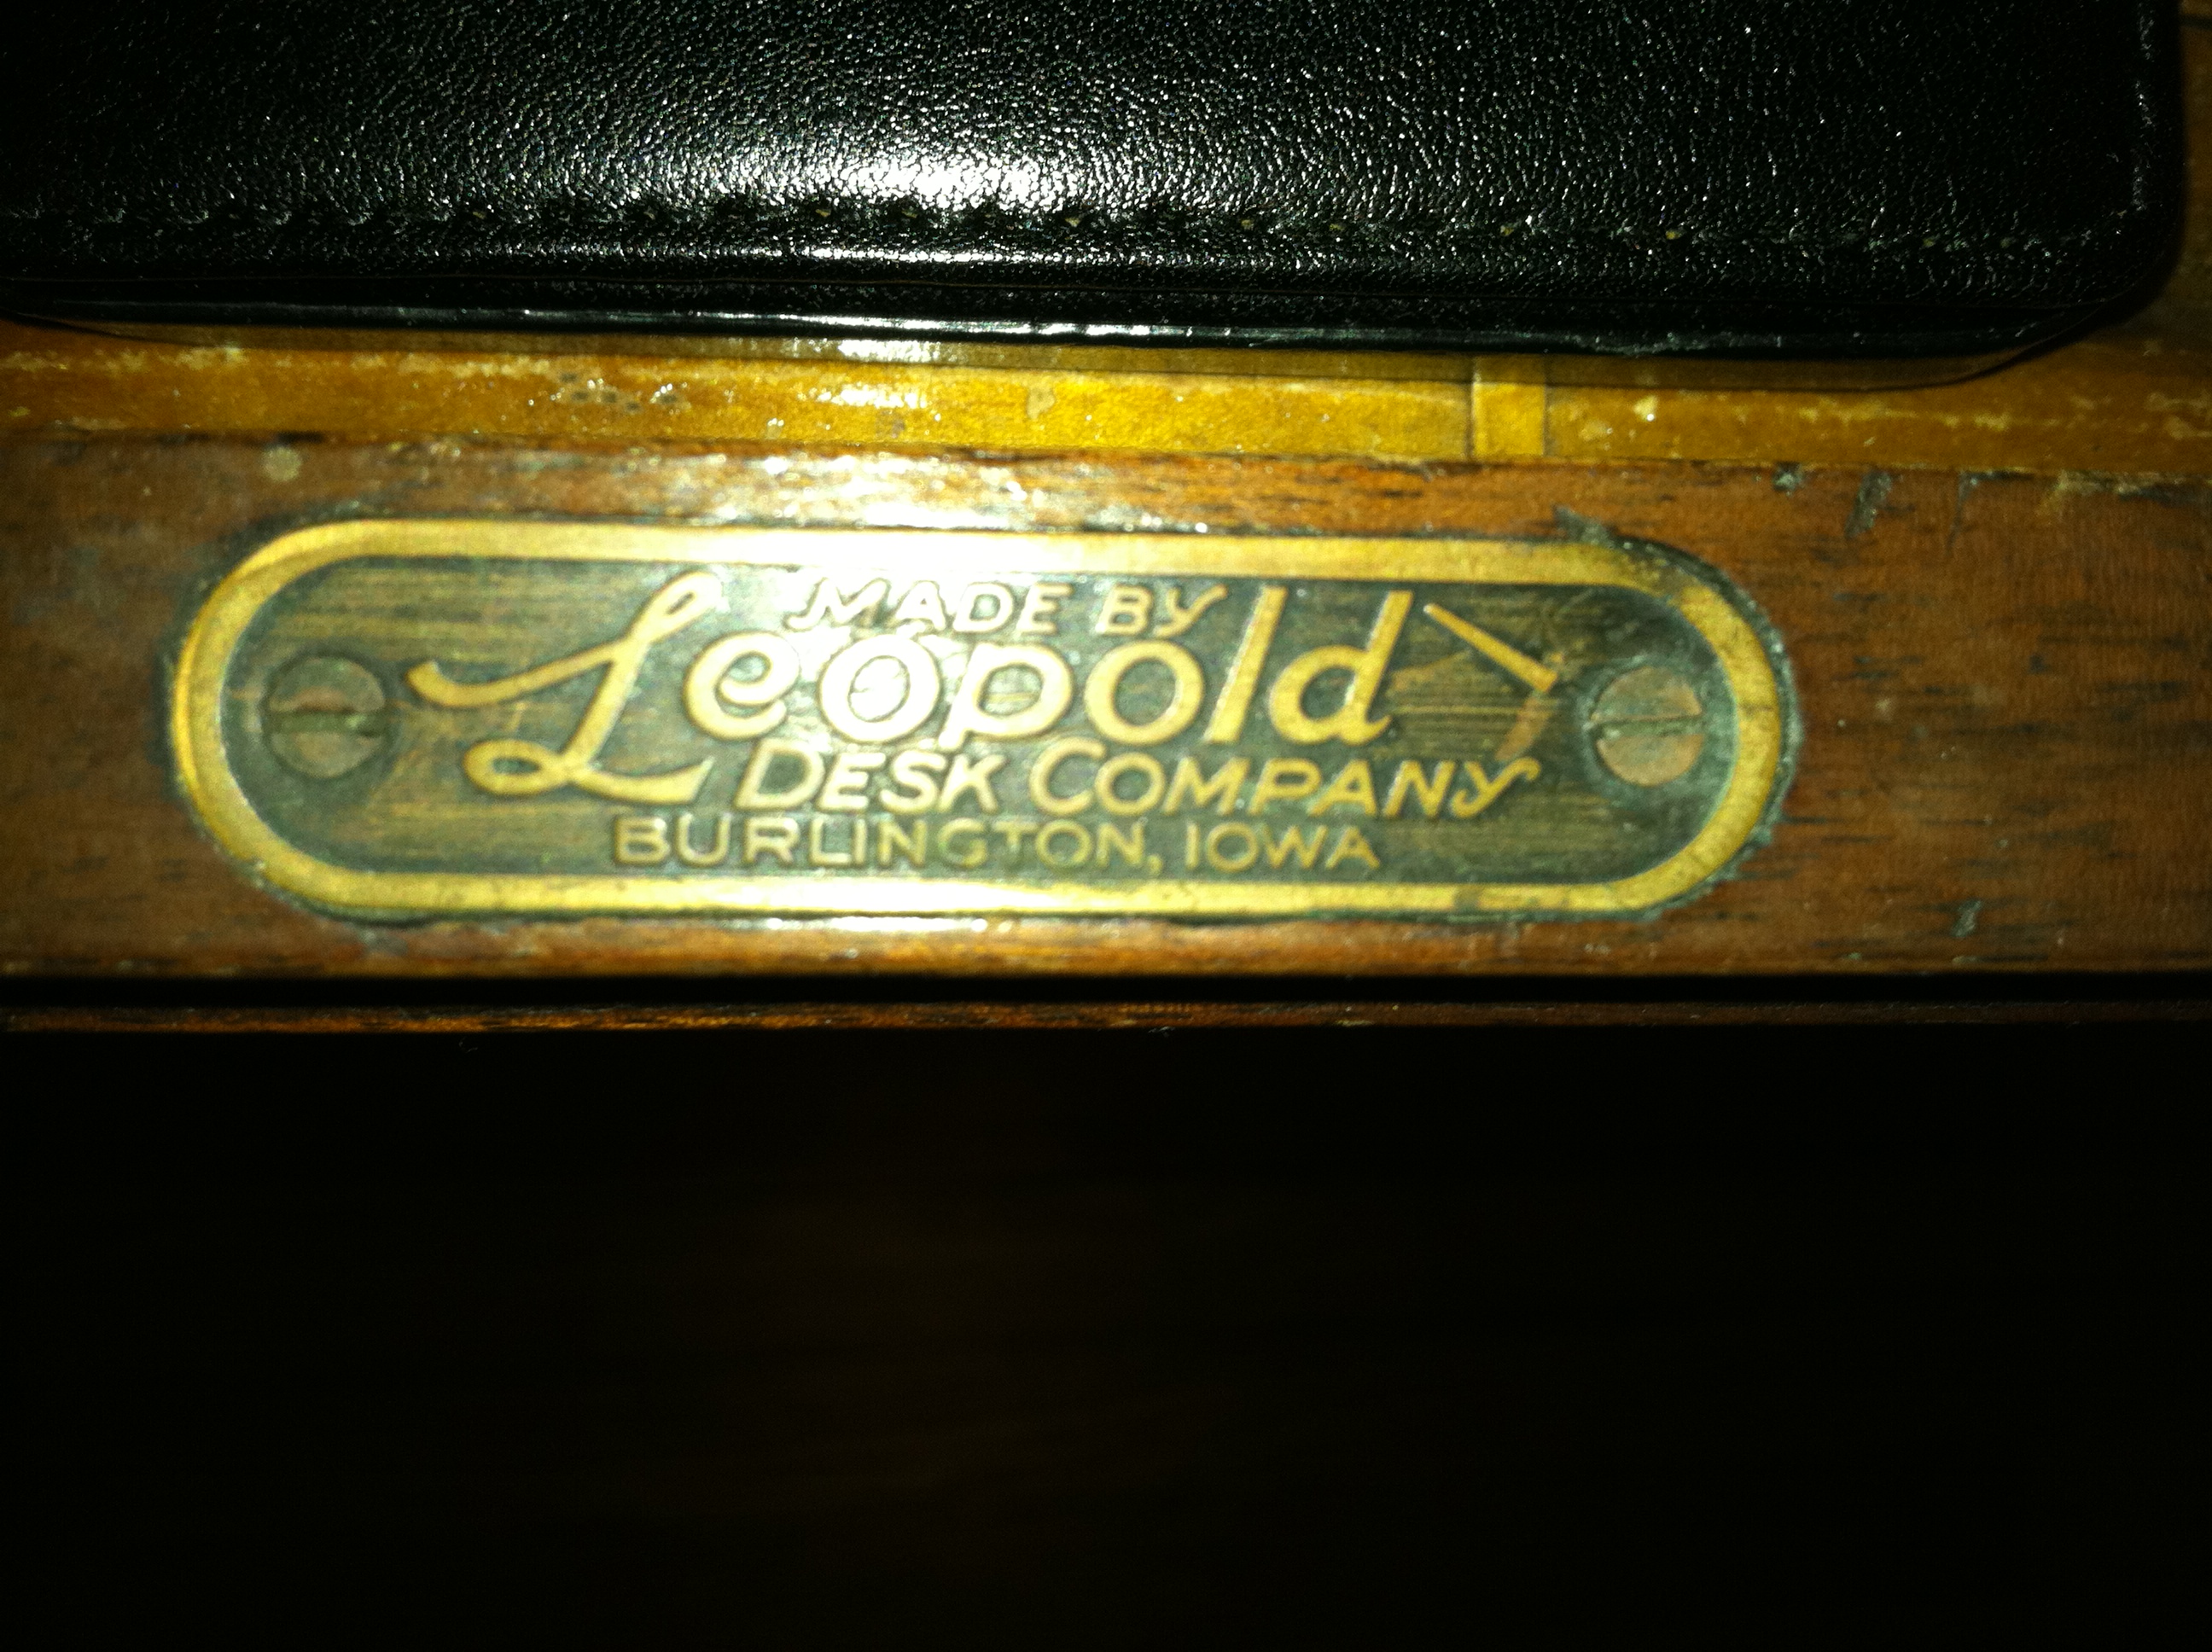 MADE BY
Leopold
DESK COMPANY
BURLINGTON, IOWA